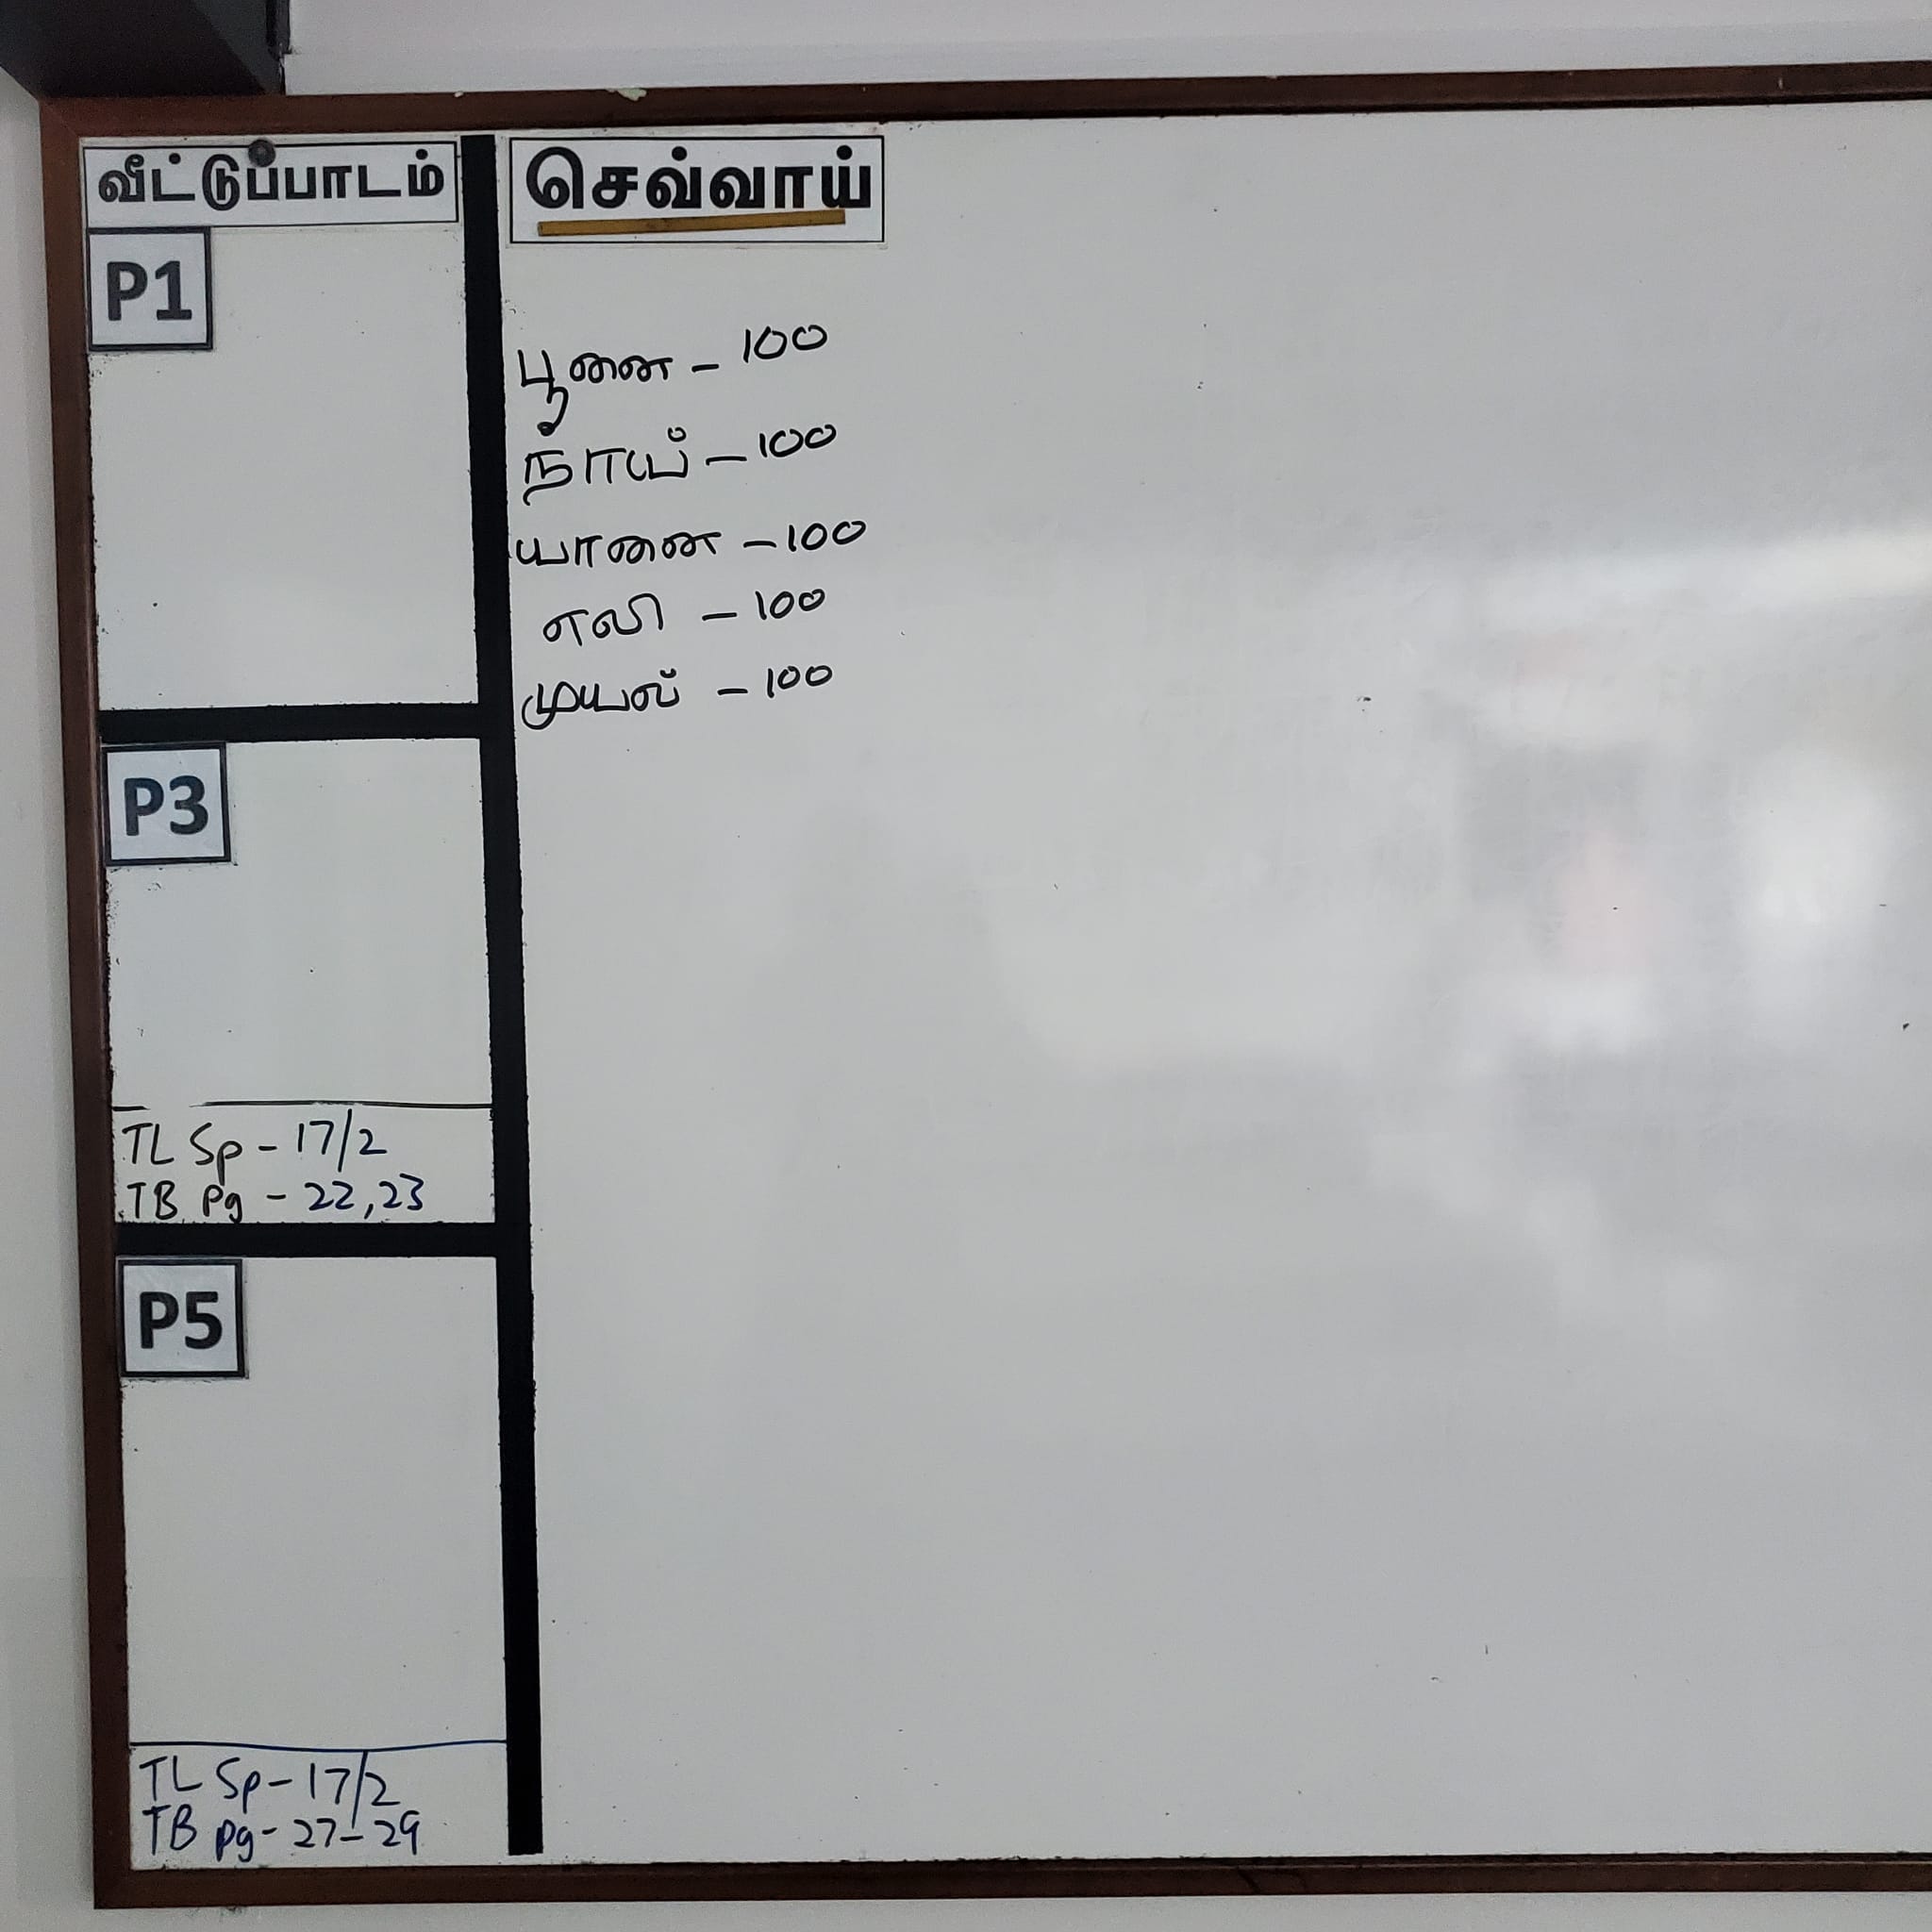 வீட்டுப்பாடம்
P1
P3
TL Sp - 17/2
TB Pg - 22,23
P5
TL Sp - 17/2
TB pg - 27-29
செவ்வாய்
பூனை - 100
நாய் - 100
யானை - 100
எலி - 100
முயல் - 100